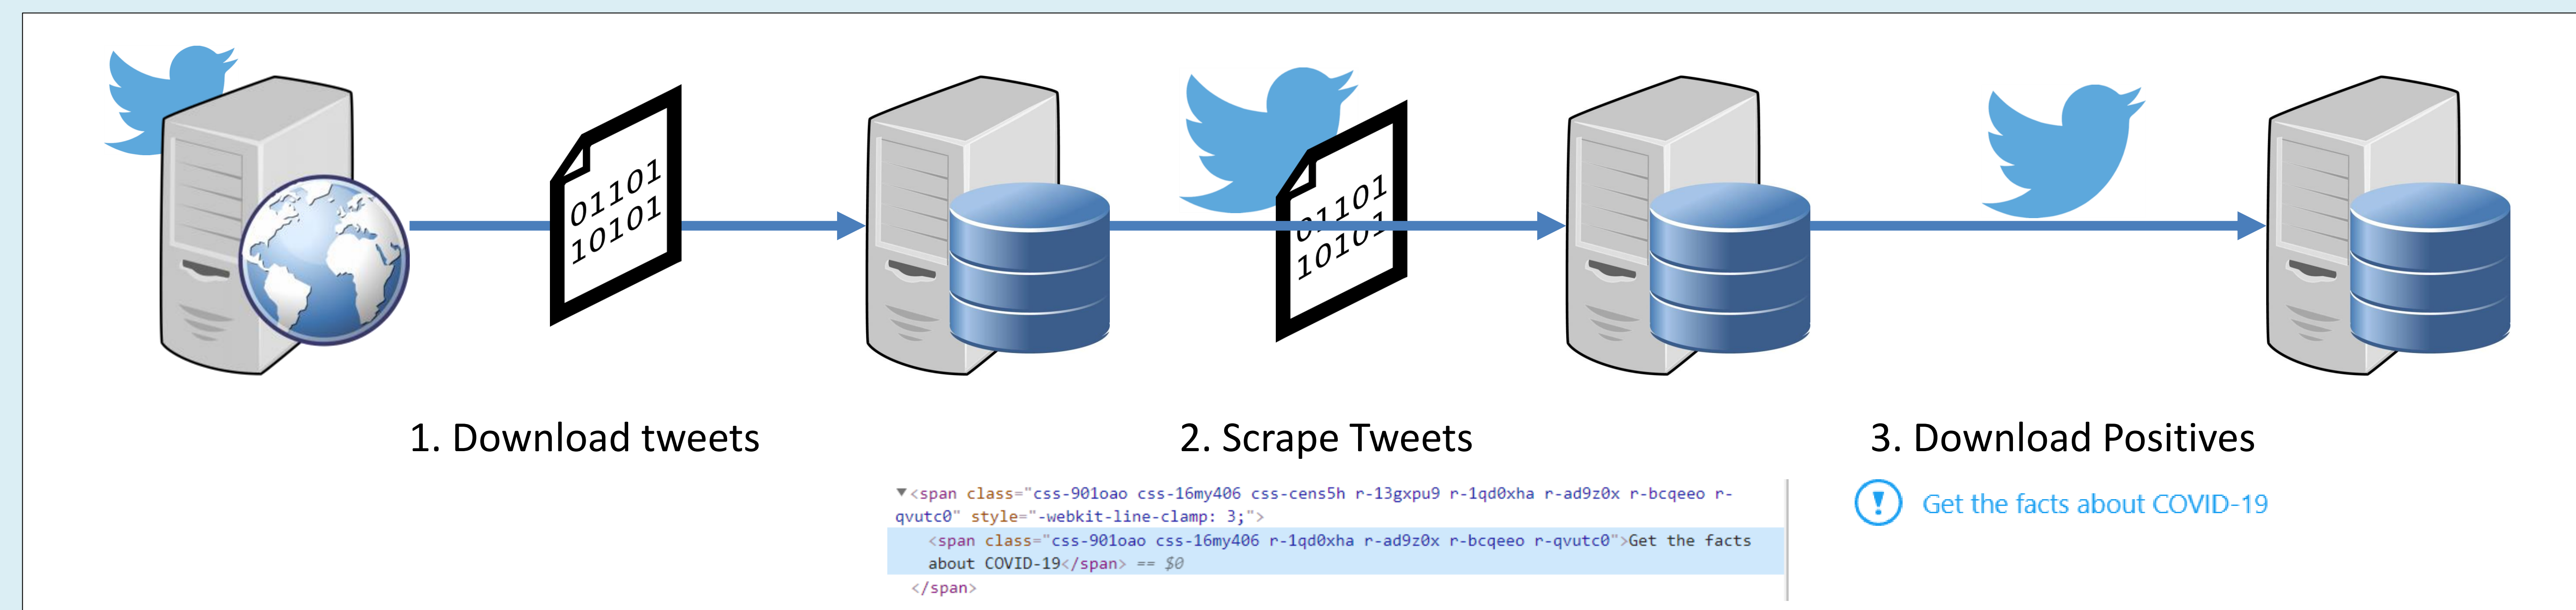 01101
10101
01101
10101
1. Download tweets
2. Scrape Tweets
3. Download Positives
▼<span class="css-901oao css-16my406 css-cens5h r-13gxpu9 r-1qd0xha r-ad9z0x r-bcqeeo r-
qvutc0" style="-webkit-line-clamp: 3;">
<span class="css-901oao css-16my406 r-1qd0xha r-ad9z0x r-bcqeeo r-qvutc0">Get the facts
about COVID-19</span> == $0
</span>
! Get the facts about COVID-19